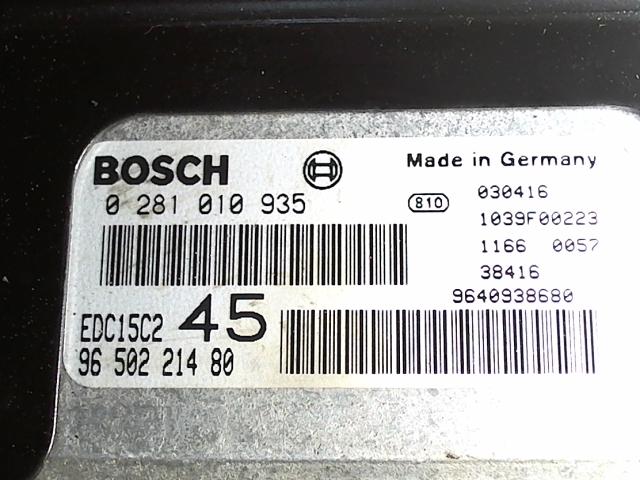 BOSCH
Made in Germany
0 281 010 935
810
030416
1039F00223
1166 0057
38416
9640938680
EDC15C2 45
96 502 214 80